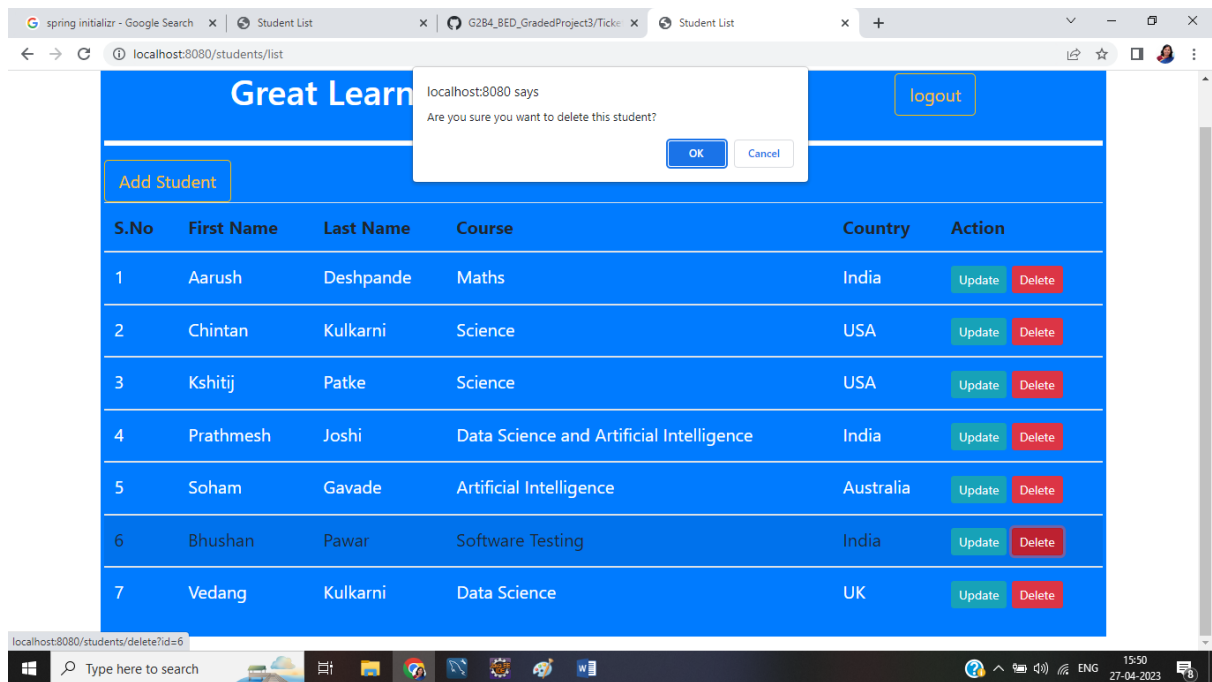 spring initializr - Google Search
Student List
G2B4_BED_GradedProject3/Ticke
Student List
localhost:8080/students/list
Great Learn
localhost:8080 says
Are you sure you want to delete this student?
OK
Cancel
logout
Add Student
S.No First Name Last Name Course Country Action
1 Aarush Deshpande Maths India Update Delete
2 Chintan Kulkarni Science USA Update Delete
3 Kshitij Patke Science USA Update Delete
4 Prathmesh Joshi Data Science and Artificial Intelligence India Update Delete
5 Soham Gavade Artificial Intelligence Australia Update Delete
6 Bhushan Pawar Software Testing India Update Delete
7 Vedang Kulkarni Data Science UK Update Delete
localhost:8080/students/delete?id=6
Type here to search
ENG
15:50
27-04-2023
8